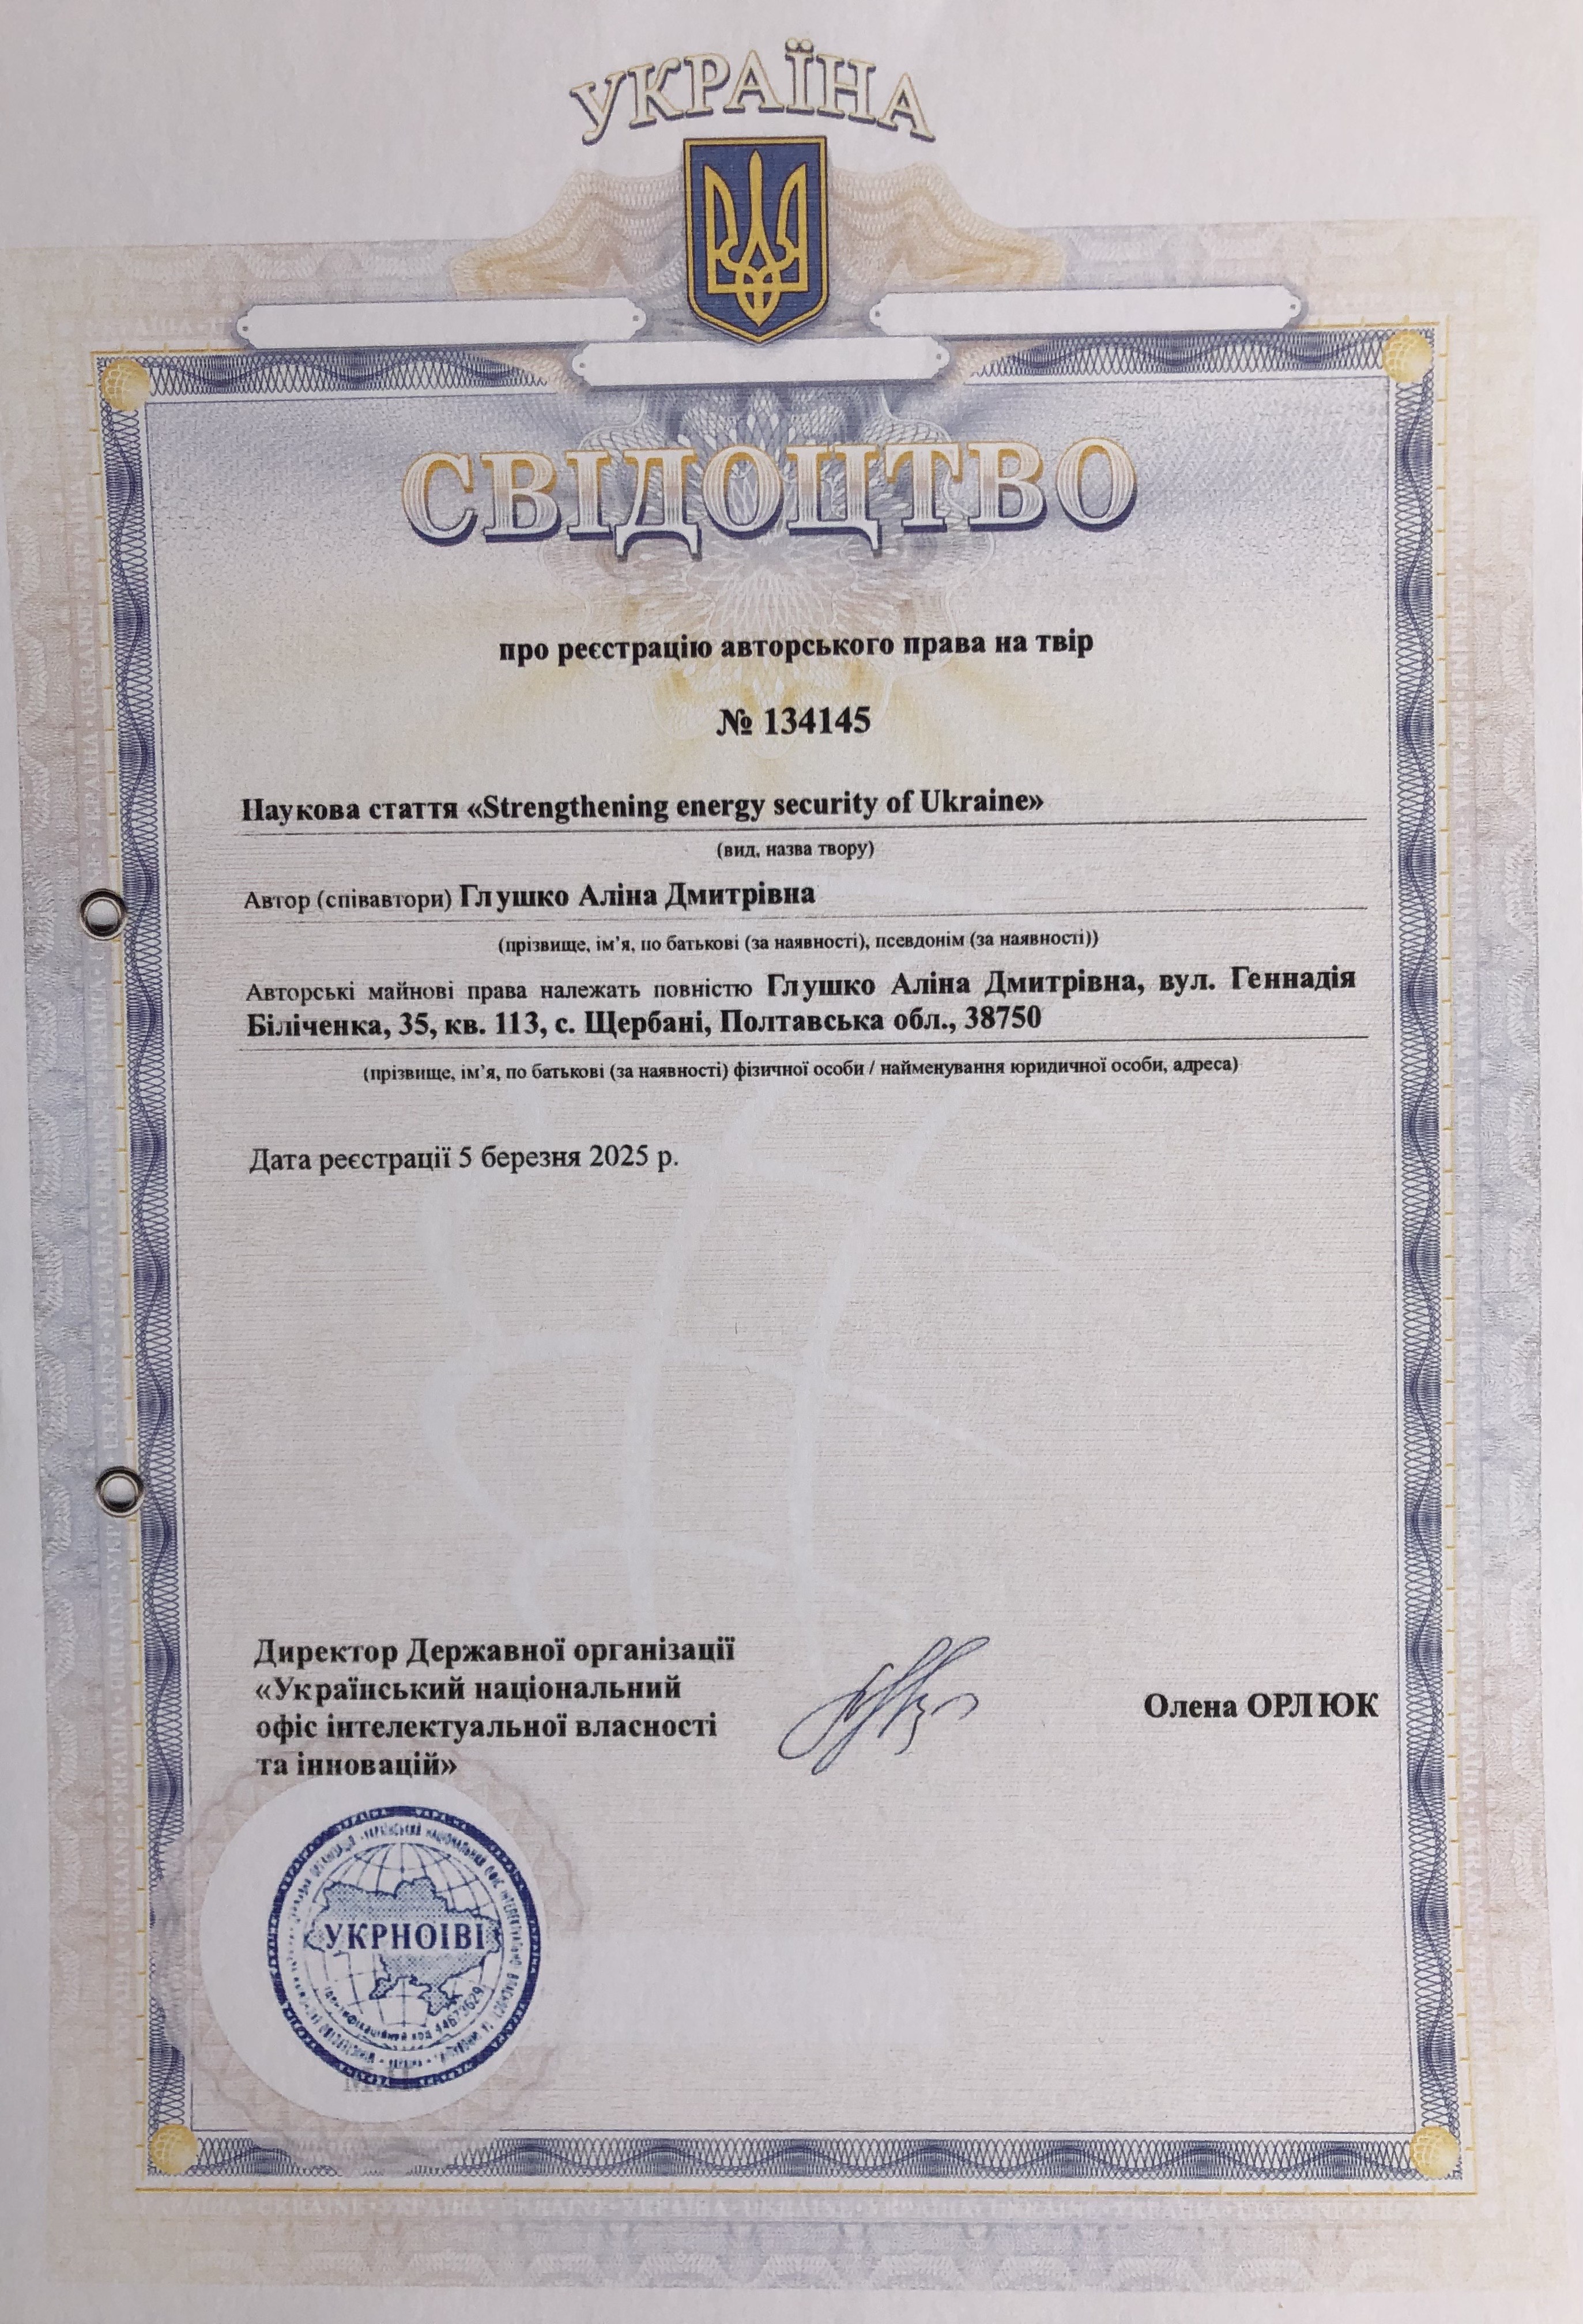 УКРАЇНА
СВІДОЦТВО
про реєстрацію авторського права на твір
№ 134145
Наукова стаття «Strengthening energy security of Ukraine»
(вид, назва твору)
Автор (співавтори) Глушко Аліна Дмитрівна
(прізвище, ім’я, по батькові (за наявності), псевдонім (за наявності))
Авторські майнові права належать повністю Глушко Аліна Дмитрівна, вул. Геннадія
Біліченка, 35, кв. 113, с. Щербані, Полтавська обл., 38750
(прізвище, ім’я, по батькові (за наявності) фізичної особи / найменування юридичної особи, адреса)
Дата реєстрації 5 березня 2025 р.
Директор Державної організації
«Український національний
офіс інтелектуальної власності
та інновацій»
Олена ОРЛЮК
УКРНОІВІ